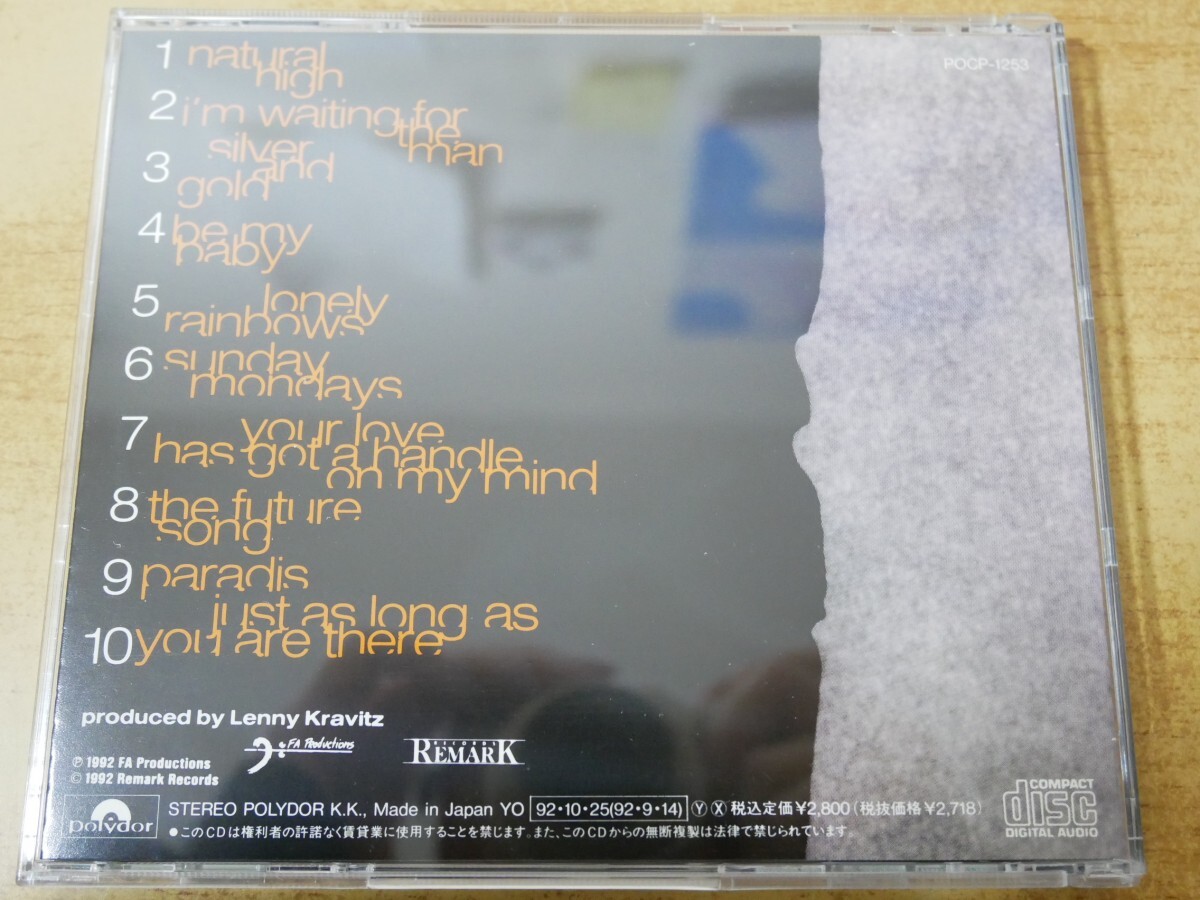 POCP-1253
1 natural
high
2 i'm waiting for
the
man
3 silver
and
gold
4 be my
baby
5 lonely
rainbows
6 sunday
mondays
7 your love
has got a handle
on my mind
8 the future
song
9 paradis
10 just as long as
you are there
produced by Lenny Kravitz
FA Productions
RECORDS
REMARK
℗ 1992 FA Productions
© 1992 Remark Records
polydor
STEREO POLYDOR K.K., Made in Japan YO 92・10・25(92・9・14) Ⓨ Ⓧ 税込定価¥2,800(税抜価格¥2,718)
●このCDは権利者の許諾なく賃貸業に使用することを禁じます。また、このCDからの無断複製は法律で禁じられています。
COMPACT
disc
DIGITAL AUDIO